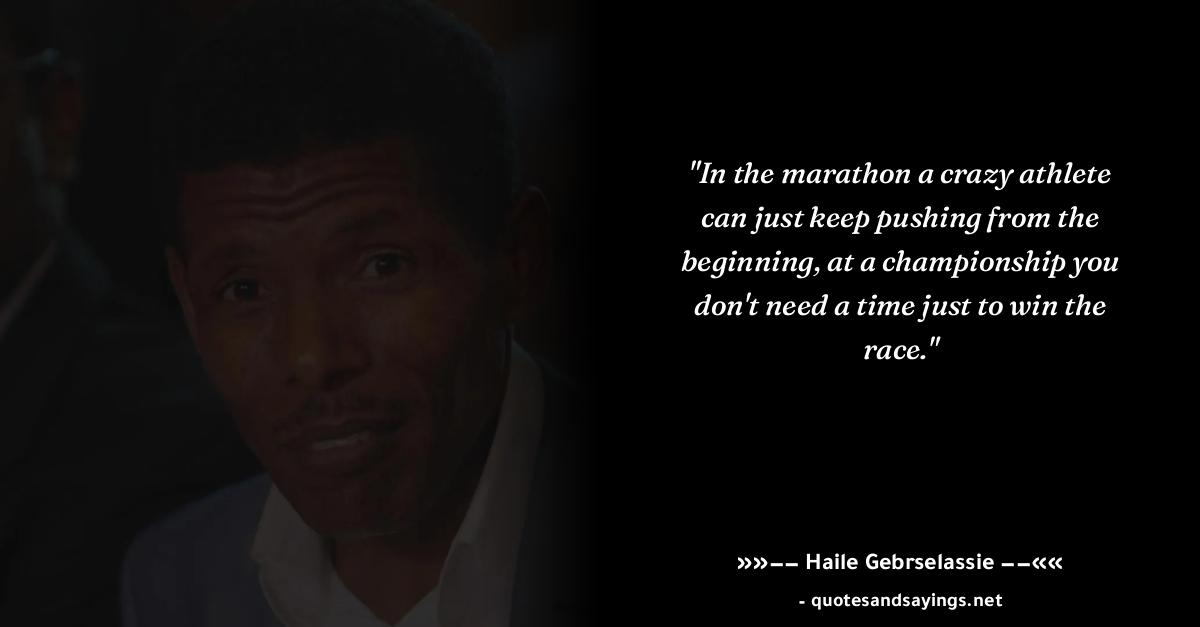 "In the marathon a crazy athlete
can just keep pushing from the
beginning, at a championship you
don't need a time just to win the
race."
»»−− Haile Gebrselassie −−««
- quotesandsayings.net